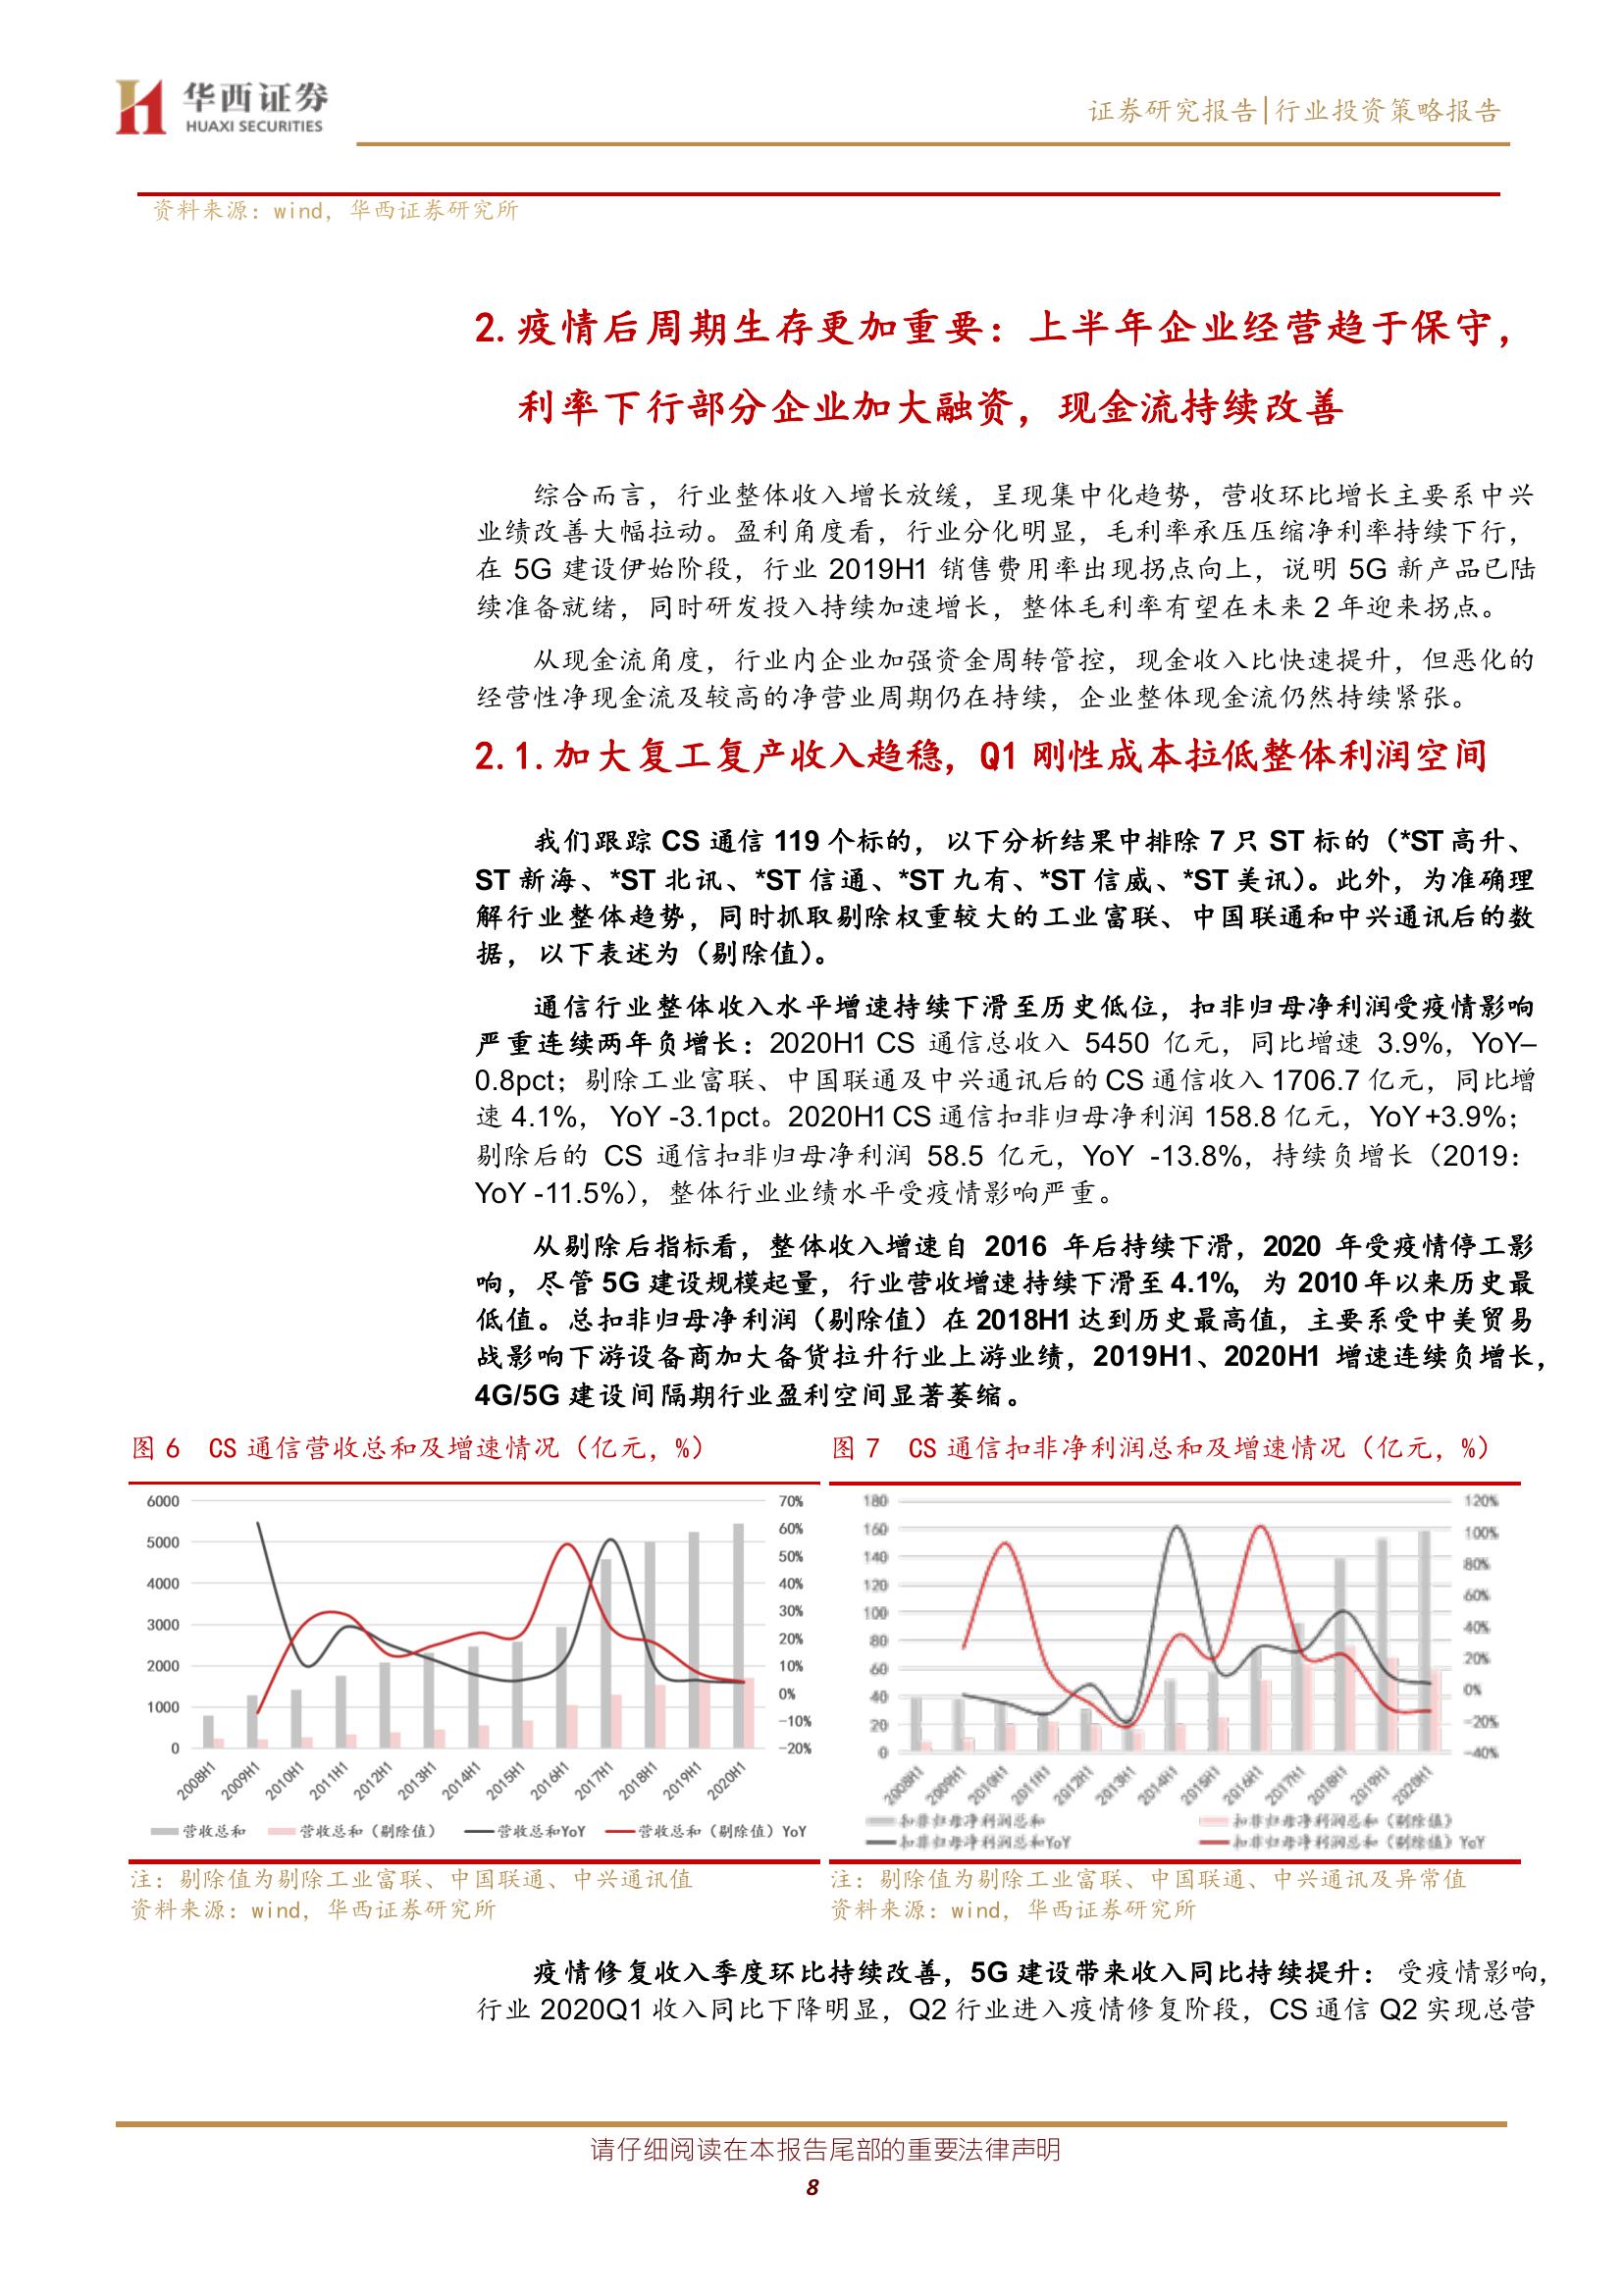 华西证券
HUAXI SECURITIES
证券研究报告|行业投资策略报告
资料来源：wind，华西证券研究所
2.疫情后周期生存更加重要：上半年企业经营趋于保守，
利率下行部分企业加大融资，现金流持续改善
综合而言，行业整体收入增长放缓，呈现集中化趋势，营收环比增长主要系中兴
业绩改善大幅拉动。盈利角度看，行业分化明显，毛利率承压压缩净利率持续下行，
在 5G 建设伊始阶段，行业 2019H1 销售费用率出现拐点向上，说明 5G 新产品已陆
续准备就绪，同时研发投入持续加速增长，整体毛利率有望在未来 2 年迎来拐点。
从现金流角度，行业内企业加强资金周转管控，现金收入比快速提升，但恶化的
经营性净现金流及较高的净营业周期仍在持续，企业整体现金流仍然持续紧张。
2.1.加大复工复产收入趋稳，Q1 刚性成本拉低整体利润空间
我们跟踪 CS 通信 119 个标的，以下分析结果中排除 7 只 ST 标的（*ST 高升、
ST 新海、*ST 北讯、*ST 信通、*ST 九有、*ST 信威、*ST 美讯）。此外，为准确理
解行业整体趋势，同时抓取剔除权重较大的工业富联、中国联通和中兴通讯后的数
据，以下表述为（剔除值）。
通信行业整体收入水平增速持续下滑至历史低位，扣非归母净利润受疫情影响
严重连续两年负增长：2020H1 CS 通信总收入 5450 亿元，同比增速 3.9%，YoY–
0.8pct；剔除工业富联、中国联通及中兴通讯后的 CS 通信收入 1706.7 亿元，同比增
速 4.1%， YoY -3.1pct。2020H1 CS 通信扣非归母净利润 158.8 亿元，YoY +3.9%；
剔除后的 CS 通信扣非归母净利润 58.5 亿元，YoY -13.8%，持续负增长（2019：
YoY -11.5%），整体行业业绩水平受疫情影响严重。
从剔除后指标看，整体收入增速自 2016 年后持续下滑，2020 年受疫情停工影
响，尽管 5G 建设规模起量，行业营收增速持续下滑至 4.1%，为 2010 年以来历史最
低值。总扣非归母净利润（剔除值）在 2018H1 达到历史最高值，主要系受中美贸易
战影响下游设备商加大备货拉升行业上游业绩，2019H1、2020H1 增速连续负增长，
4G/5G 建设间隔期行业盈利空间显著萎缩。
图 6 CS 通信营收总和及增速情况（亿元，%）
6000
5000
4000
3000
2000
1000
0
70%
60%
50%
40%
30%
20%
10%
0%
-10%
-20%
2008H1 2009H1 2010H1 2011H1 2012H1 2013H1 2014H1 2015H1 2016H1 2017H1 2018H1 2019H1 2020H1
营收总和 营收总和（剔除值） 营收总和YoY 营收总和（剔除值）YoY
注：剔除值为剔除工业富联、中国联通、中兴通讯值
资料来源：wind，华西证券研究所
图 7 CS 通信扣非净利润总和及增速情况（亿元，%）
180
160
140
120
100
80
60
40
20
0
120%
100%
80%
60%
40%
20%
0%
-20%
-40%
2008H1 2009H1 2010H1 2011H1 2012H1 2013H1 2014H1 2015H1 2016H1 2017H1 2018H1 2019H1 2020H1
扣非归母净利润总和 扣非归母净利润总和（剔除值）
扣非归母净利润总和YoY 扣非归母净利润总和（剔除值）YoY
注：剔除值为剔除工业富联、中国联通、中兴通讯及异常值
资料来源：wind，华西证券研究所
疫情修复收入季度环比持续改善，5G 建设带来收入同比持续提升：受疫情影响，
行业 2020Q1 收入同比下降明显，Q2 行业进入疫情修复阶段，CS 通信 Q2 实现总营
请仔细阅读在本报告尾部的重要法律声明
8